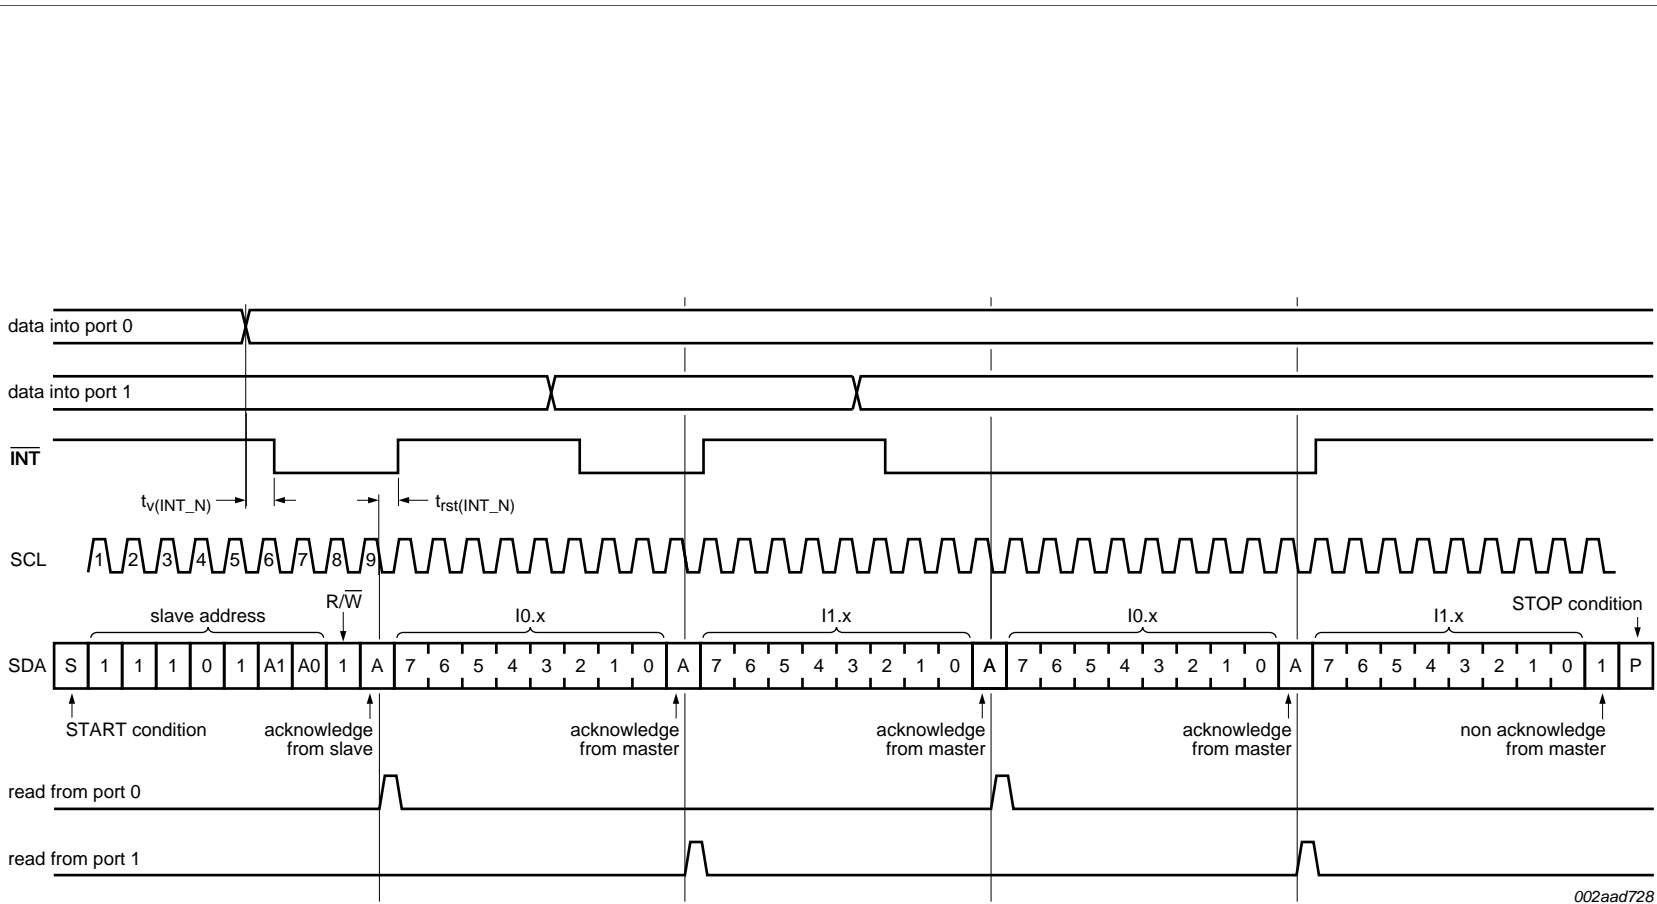 data into port 0
data into port 1
INT
tv(INT_N)
trst(INT_N)
SCL
1 2 3 4 5 6 7 8 9
R/W
slave address
I0.x
I1.x
I0.x
I1.x
STOP condition
SDA S 1 1 1 0 1 A1 A0 1 A 7 6 5 4 3 2 1 0 A 7 6 5 4 3 2 1 0 A 7 6 5 4 3 2 1 0 A 7 6 5 4 3 2 1 0 1 P
START condition
acknowledge
from slave
acknowledge
from master
acknowledge
from master
acknowledge
from master
non acknowledge
from master
read from port 0
read from port 1
002aad728